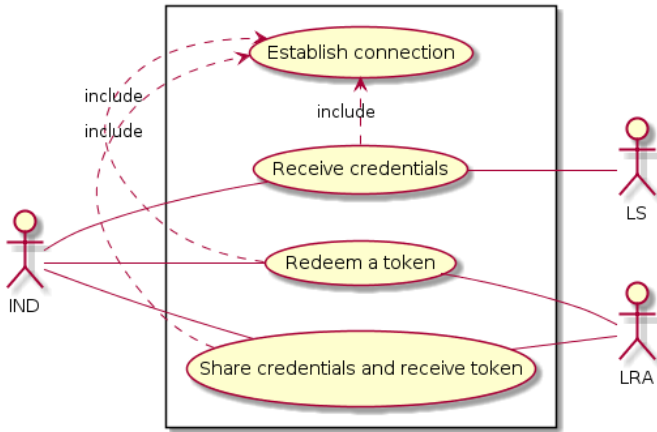 Establish connection
include
include
include
Receive credentials
LS
Redeem a token
IND
Share credentials and receive token
LRA